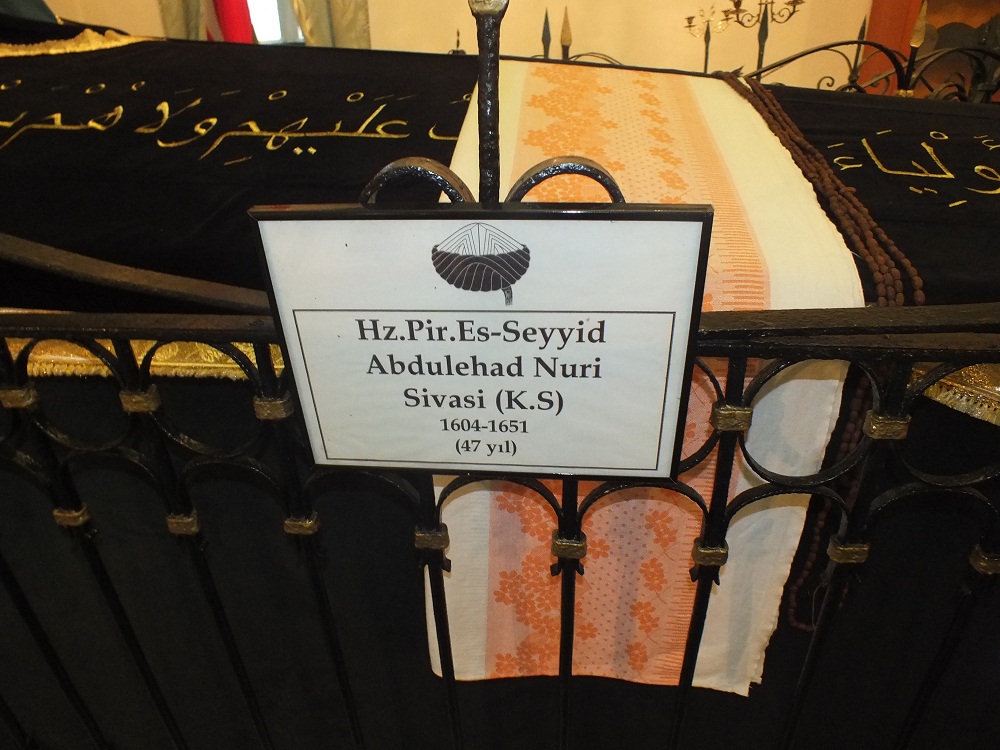 عَلَيْهِمْ وَلَا هُمْ
Hz.Pir.Es-Seyyid
Abdulehad Nuri
Sivasi (K.S)
1604-1651
(47 yıl)